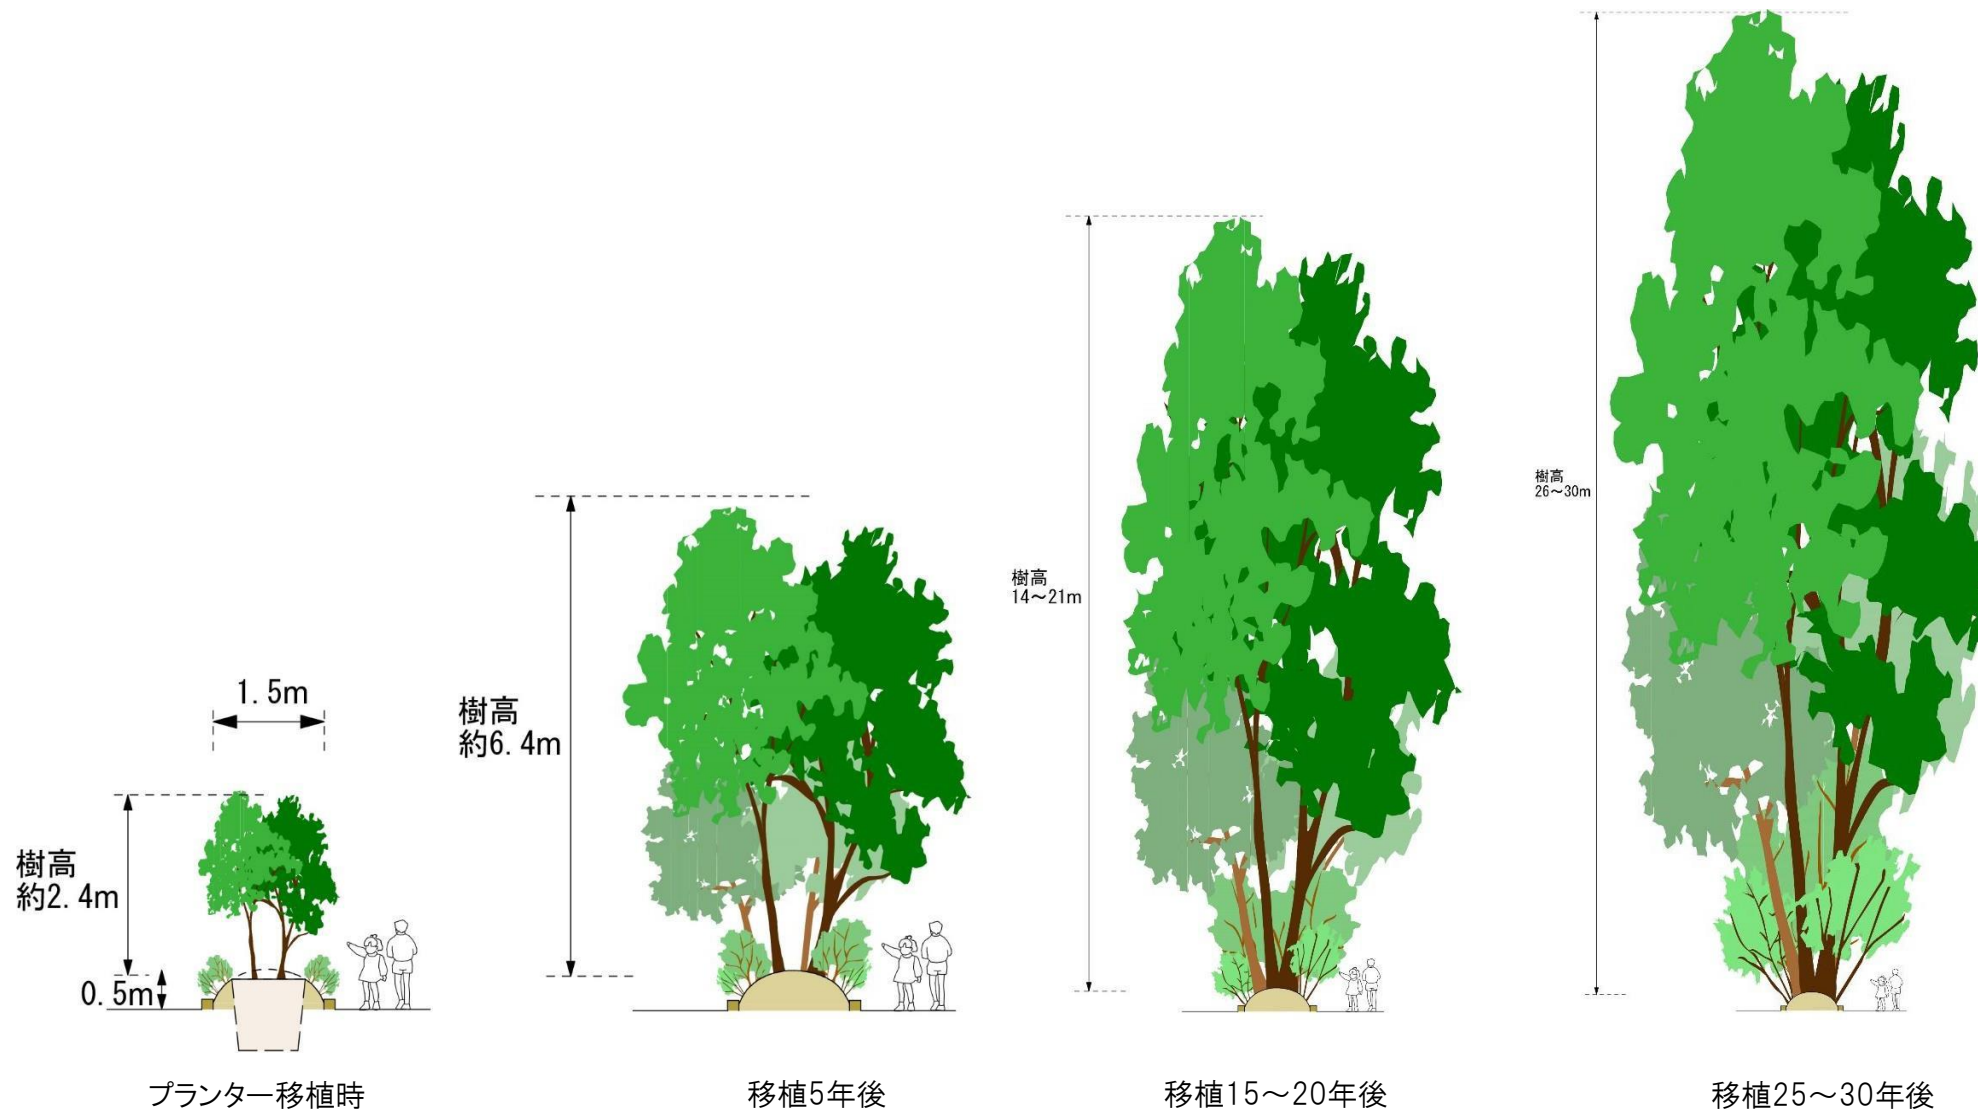 1.5m
樹高
約2.4m
0.5m
プランター移植時
樹高
約6.4m
移植5年後
樹高
14～21m
移植15～20年後
樹高
26～30m
移植25～30年後